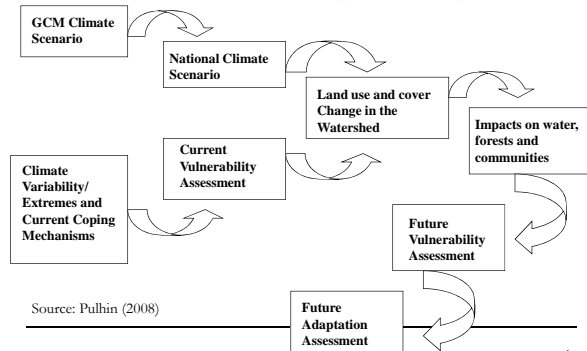 GCM Climate
Scenario
National Climate
Scenario
Land use and cover
Change in the
Watershed
Impacts on water,
forests and
communities
Current
Vulnerability
Assessment
Climate
Variability/
Extremes and
Current Coping
Mechanisms
Future
Vulnerability
Assessment
Source: Pulhin (2008)
Future
Adaptation
Assessment